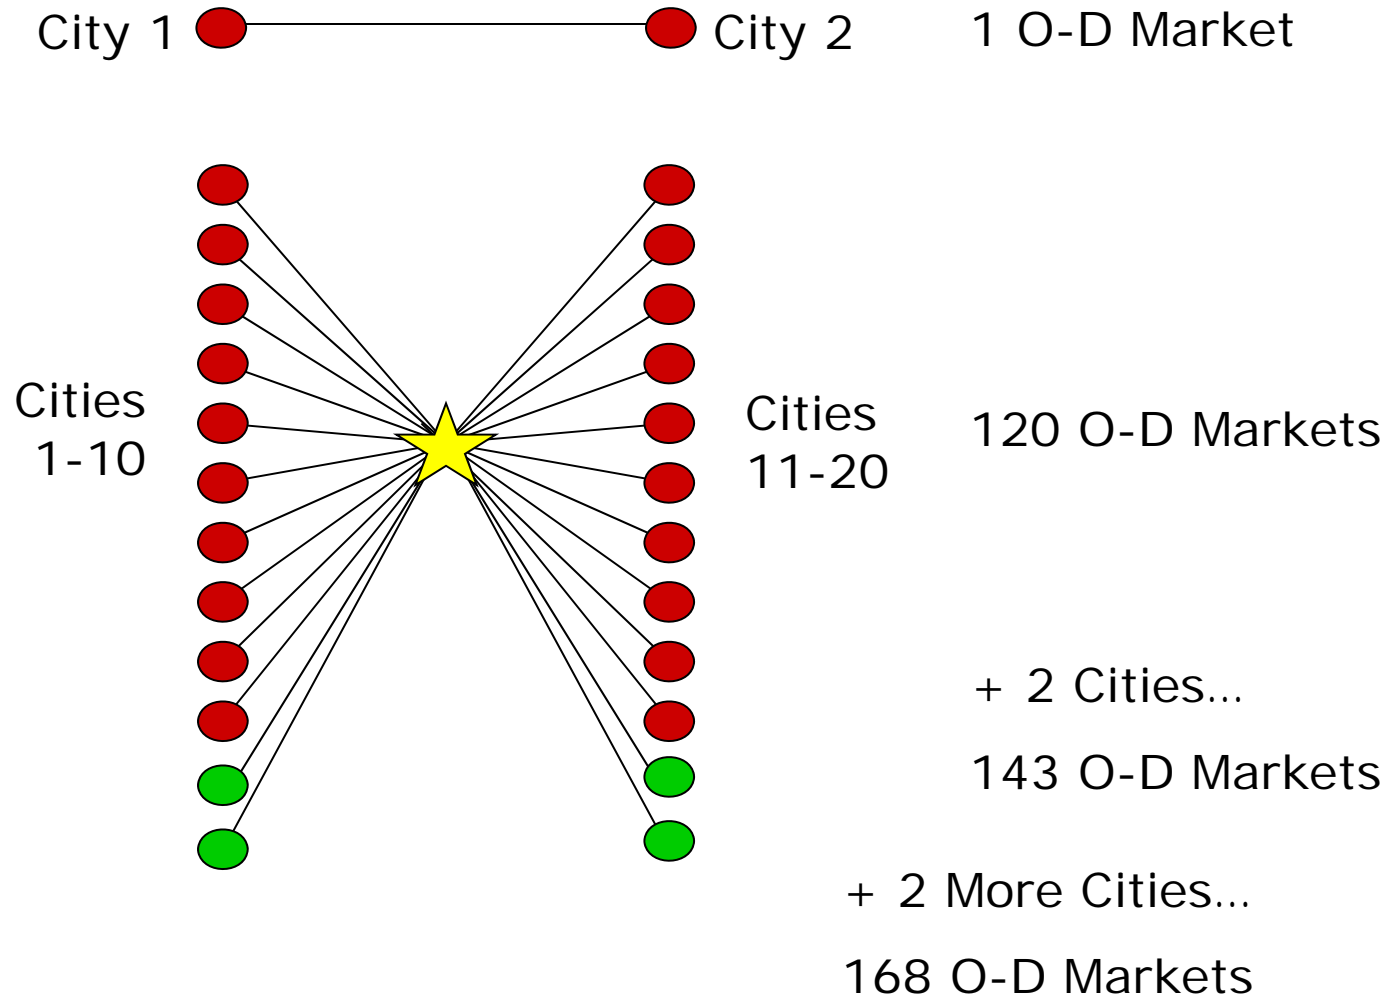 City 1
City 2
1 O-D Market
Cities
1-10
Cities
11-20
120 O-D Markets
+ 2 Cities...
143 O-D Markets
+ 2 More Cities...
168 O-D Markets